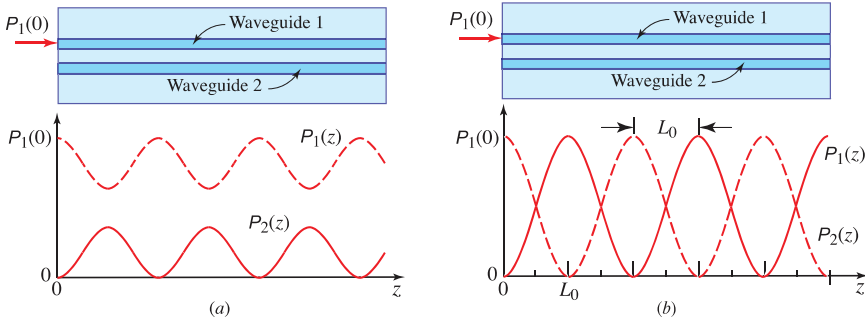 P₁(0)
Waveguide 1
Waveguide 2
P₁(0)
P₁(z)
P₂(z)
0
0
z
(a)
P₁(0)
Waveguide 1
Waveguide 2
P₁(0)
L₀
P₁(z)
P₂(z)
0
0
L₀
z
(b)